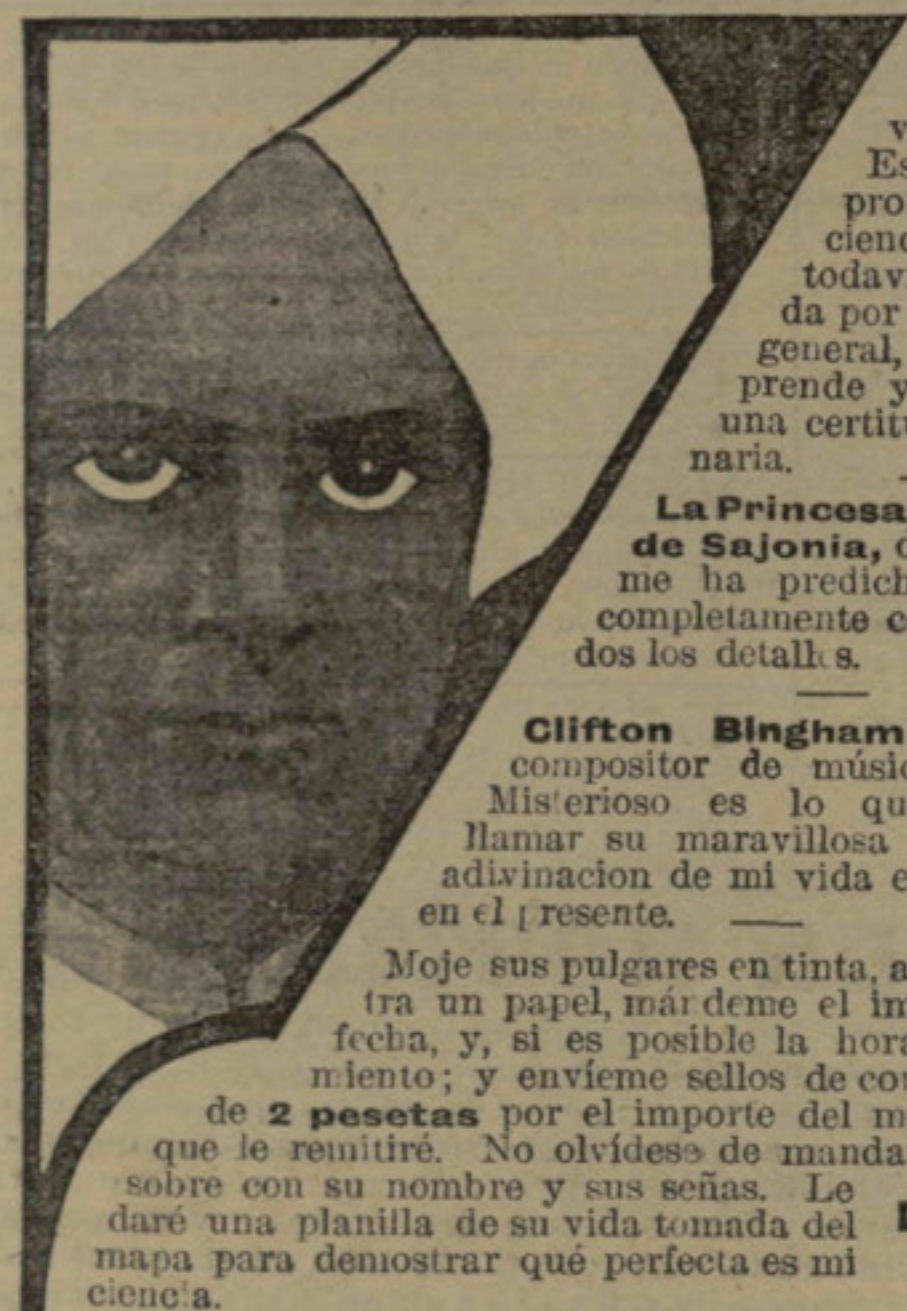 v
Es
pro
cienc
todav
da por
general,
prende y
una certit
naria.
La Princesa
de Sajonia,
me ha predich
completamente c
dos los detalles.
Clifton Bingham
compositor de músic
Misterioso es lo qu
llamar su maravillosa
adivinacion de mi vida e
en el presente.
Moje sus pulgares en tinta, a
tra un papel, mándeme el im
fecha, y, si es posible la hora
miento; y envíeme sellos de cor
de 2 pesetas por el importe del m
que le remitiré. No olvídese de manda
sobre con su nombre y sus señas. Le
daré una planilla de su vida tomada del
mapa para demostrar qué perfecta es mi
ciencia.